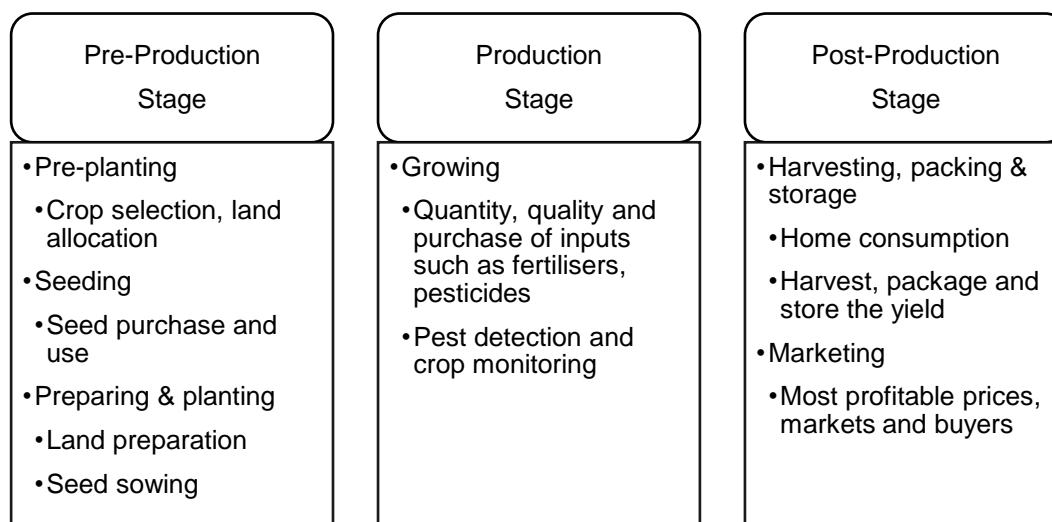 Pre-Production
Stage
•Pre-planting
•Crop selection, land
allocation
•Seeding
•Seed purchase and
use
•Preparing & planting
•Land preparation
•Seed sowing
Production
Stage
•Growing
•Quantity, quality and
purchase of inputs
such as fertilisers,
pesticides
•Pest detection and
crop monitoring
Post-Production
Stage
•Harvesting, packing &
storage
•Home consumption
•Harvest, package and
store the yield
•Marketing
•Most profitable prices,
markets and buyers